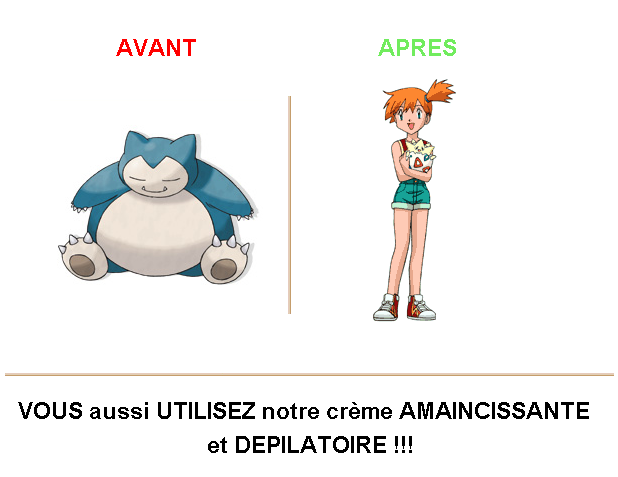 AVANT
APRES
VOUS aussi UTILISEZ notre crème AMAINCISSANTE
et DEPILATOIRE !!!